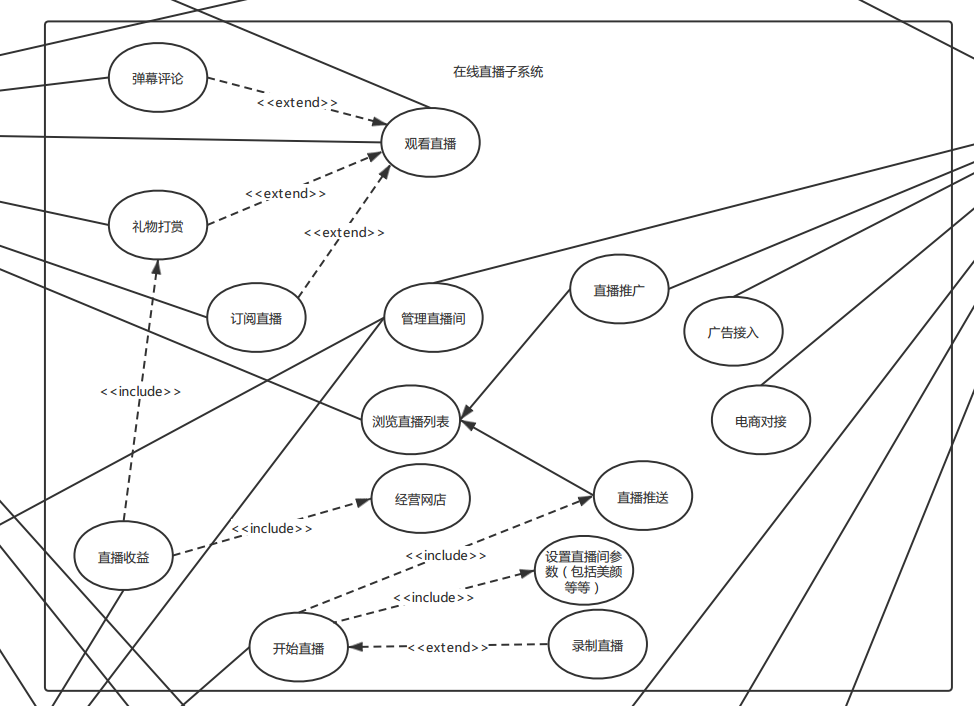 在线直播子系统
弹幕评论
<<extend>>
观看直播
<<extend>>
礼物打赏
<<extend>>
订阅直播
管理直播间
直播推广
广告接入
<<include>>
浏览直播列表
电商对接
经营网店
直播推送
<<include>>
直播收益
<<include>>
设置直播间参
数（包括美颜
等等）
<<include>>
开始直播
<<extend>>
录制直播